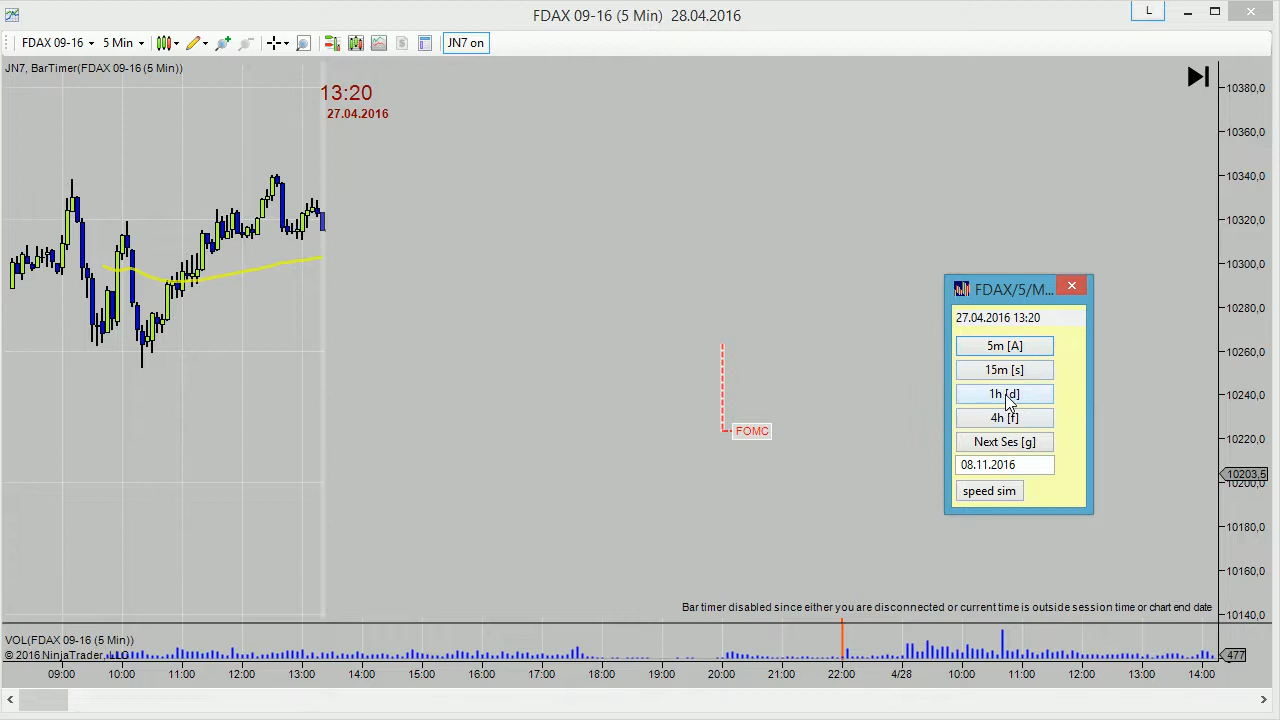 FDAX 09-16 (5 Min)  28.04.2016
L
FDAX 09-16
5 Min
JN7 on
JN7, BarTimer(FDAX 09-16 (5 Min))
13:20
27.04.2016
10380,0
10360,0
10340,0
10320,0
10300,0
10280,0
10260,0
10240,0
10220,0
10203,5
10200,0
10180,0
10160,0
10140,0
FDAX/5/M...
27.04.2016 13:20
5m [A]
15m [s]
1h [d]
4h [f]
Next Ses [g]
08.11.2016
speed sim
FOMC
Bar timer disabled since either you are disconnected or current time is outside session time or chart end date
VOL(FDAX 09-16 (5 Min))
© 2016 NinjaTrader, LLC
477
09:00 10:00 11:00 12:00 13:00 14:00 15:00 16:00 17:00 18:00 19:00 20:00 21:00 22:00 4/28 10:00 11:00 12:00 13:00 14:00